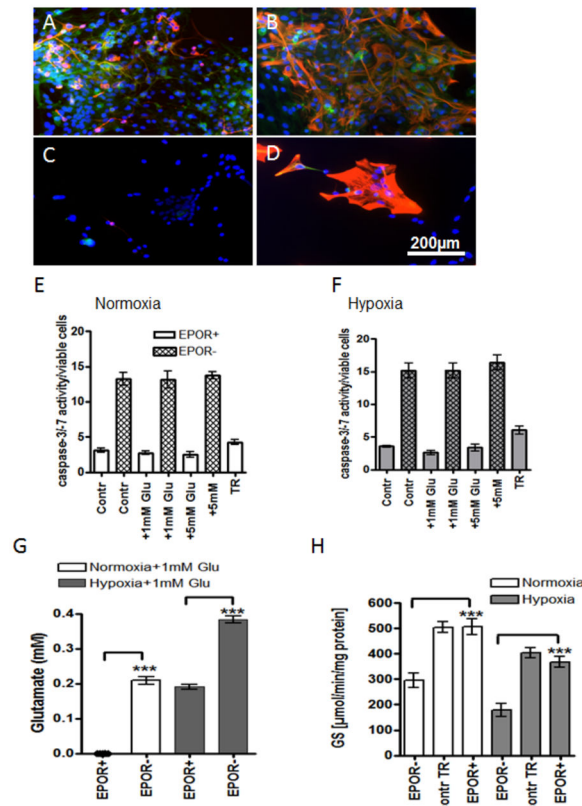 A
B
C
D
200µm
E
Normoxia
EPOR+
EPOR-
caspase-3/-7 activity/viable cells
20
15
10
5
0
Contr
Contr
+1mM Glu
+1mM Glu
+5mM Glu
+5mM
TR
F
Hypoxia
caspase-3/-7 activity/viable cells
20
15
10
5
0
Contr
Contr
+1mM Glu
+1mM Glu
+5mM Glu
+5mM
TR
G
Normoxia+1mM Glu
Hypoxia+1mM Glu
Glutamate (mM)
0.4
0.2
0.0
***
***
EPOR+
EPOR-
EPOR+
EPOR-
H
Normoxia
Hypoxia
GS [µmol/min/mg protein]
600
500
400
300
200
100
0
***
***
EPOR-
ontr TR
EPOR+
EPOR-
ontr TR
EPOR+